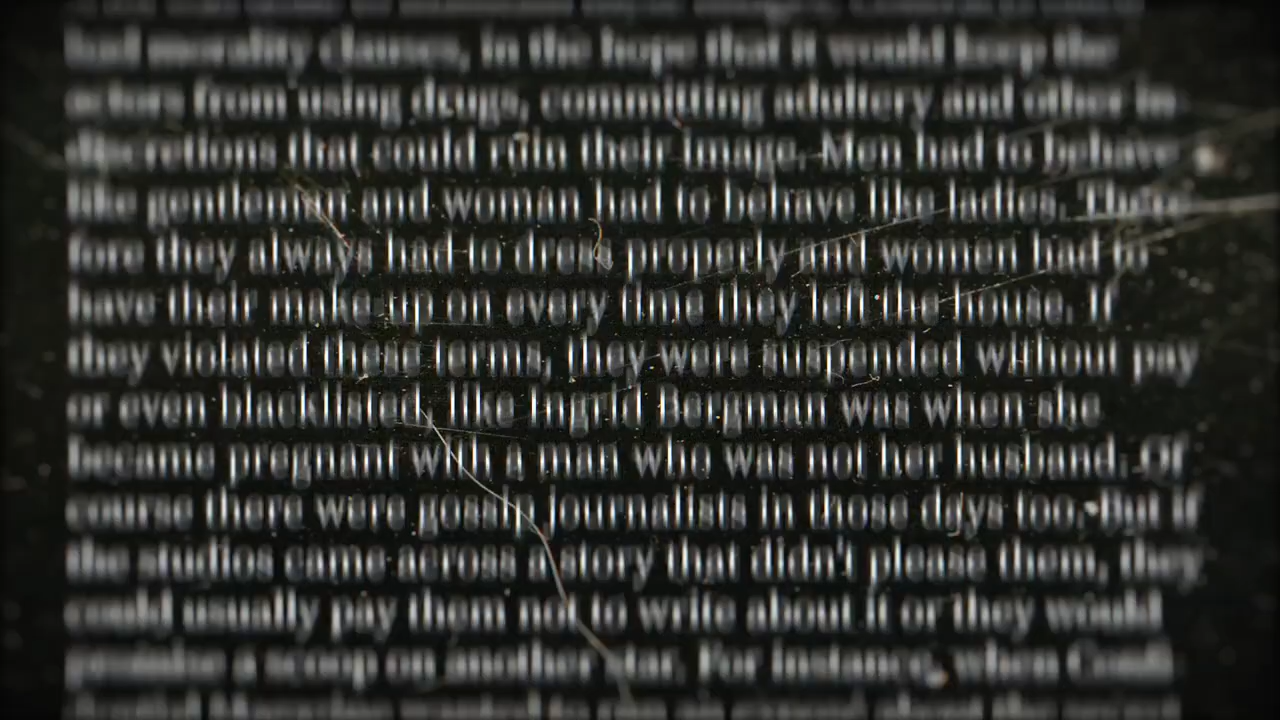 had morality clauses, in the hope that it would keep the
actors from using drugs, committing adultery and other in-
discretions that could ruin their image. Men had to behave
like gentlemen and women had to behave like ladies. There-
fore they always had to dress properly and women had to
have their make up on every time they left the house. If
they violated these terms, they were suspended without pay
or even blacklisted like Ingrid Bergman was when she
became pregnant with a man who was not her husband. Of
course there were gossip journalists in those days too, but if
the studios came across a story that didn't please them, they
could usually pay them not to write about it or they would
promise a scoop on another star. For instance, when